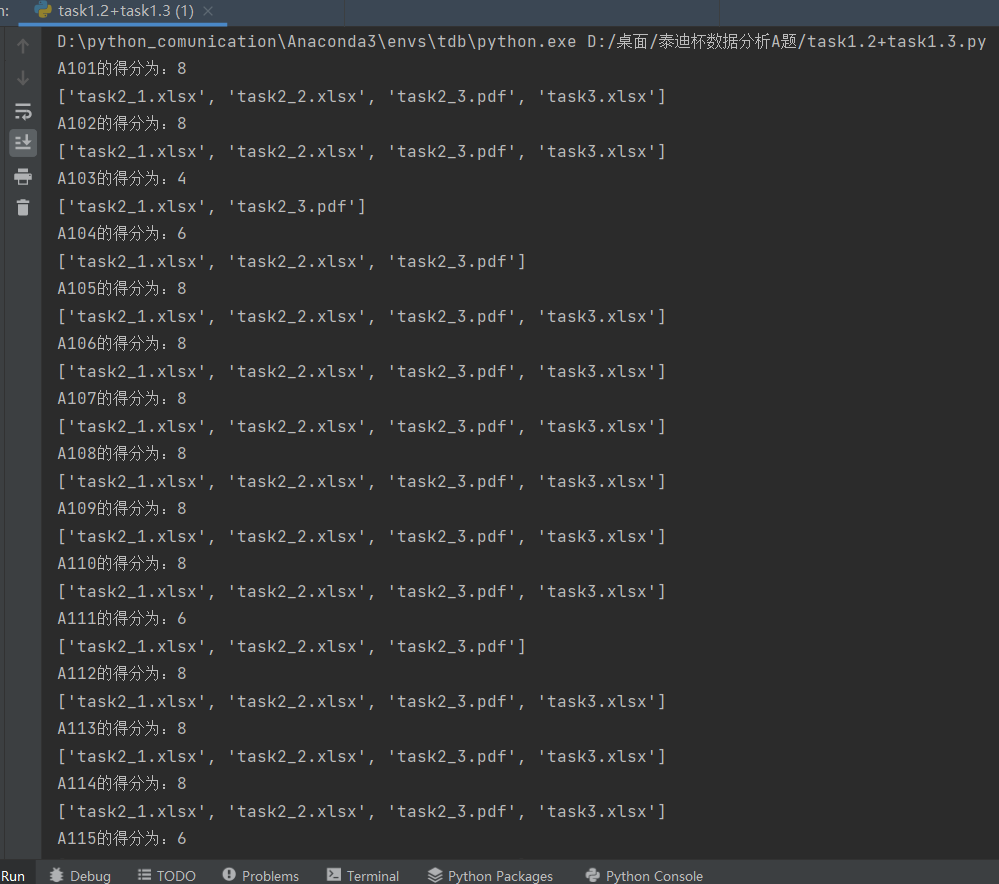 n:
task1.2+task1.3 (1)
D:\python_comunication\Anaconda3\envs\tdb\python.exe D:/桌面/泰迪杯数据分析A题/task1.2+task1.3.py
A101的得分为：8
['task2_1.xlsx', 'task2_2.xlsx', 'task2_3.pdf', 'task3.xlsx']
A102的得分为：8
['task2_1.xlsx', 'task2_2.xlsx', 'task2_3.pdf', 'task3.xlsx']
A103的得分为：4
['task2_1.xlsx', 'task2_3.pdf']
A104的得分为：6
['task2_1.xlsx', 'task2_2.xlsx', 'task2_3.pdf']
A105的得分为：8
['task2_1.xlsx', 'task2_2.xlsx', 'task2_3.pdf', 'task3.xlsx']
A106的得分为：8
['task2_1.xlsx', 'task2_2.xlsx', 'task2_3.pdf', 'task3.xlsx']
A107的得分为：8
['task2_1.xlsx', 'task2_2.xlsx', 'task2_3.pdf', 'task3.xlsx']
A108的得分为：8
['task2_1.xlsx', 'task2_2.xlsx', 'task2_3.pdf', 'task3.xlsx']
A109的得分为：8
['task2_1.xlsx', 'task2_2.xlsx', 'task2_3.pdf', 'task3.xlsx']
A110的得分为：8
['task2_1.xlsx', 'task2_2.xlsx', 'task2_3.pdf', 'task3.xlsx']
A111的得分为：6
['task2_1.xlsx', 'task2_2.xlsx', 'task2_3.pdf']
A112的得分为：8
['task2_1.xlsx', 'task2_2.xlsx', 'task2_3.pdf', 'task3.xlsx']
A113的得分为：8
['task2_1.xlsx', 'task2_2.xlsx', 'task2_3.pdf', 'task3.xlsx']
A114的得分为：8
['task2_1.xlsx', 'task2_2.xlsx', 'task2_3.pdf', 'task3.xlsx']
A115的得分为：6
Run Debug TODO Problems Terminal Python Packages Python Console